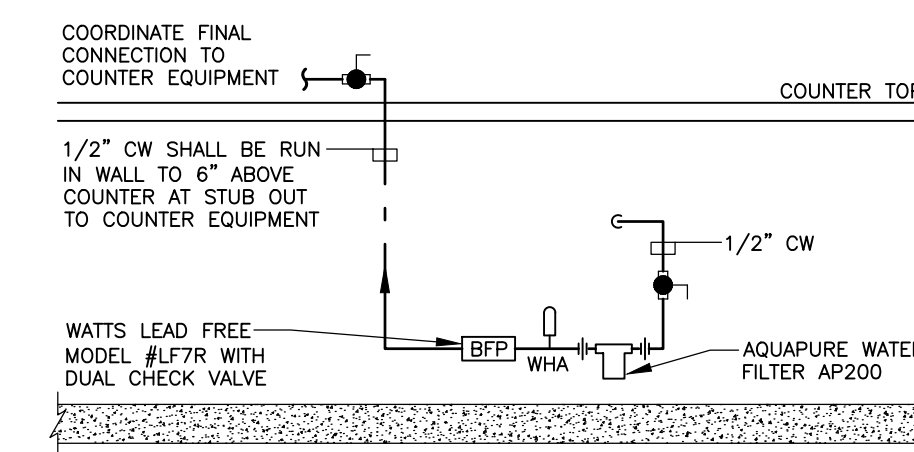 COORDINATE FINAL
CONNECTION TO
COUNTER EQUIPMENT
COUNTER TOP
1/2" CW SHALL BE RUN
IN WALL TO 6" ABOVE
COUNTER AT STUB OUT
TO COUNTER EQUIPMENT
1/2" CW
WATTS LEAD FREE
MODEL #LF7R WITH
DUAL CHECK VALVE
BFP
WHA
AQUAPURE WATER
FILTER AP200